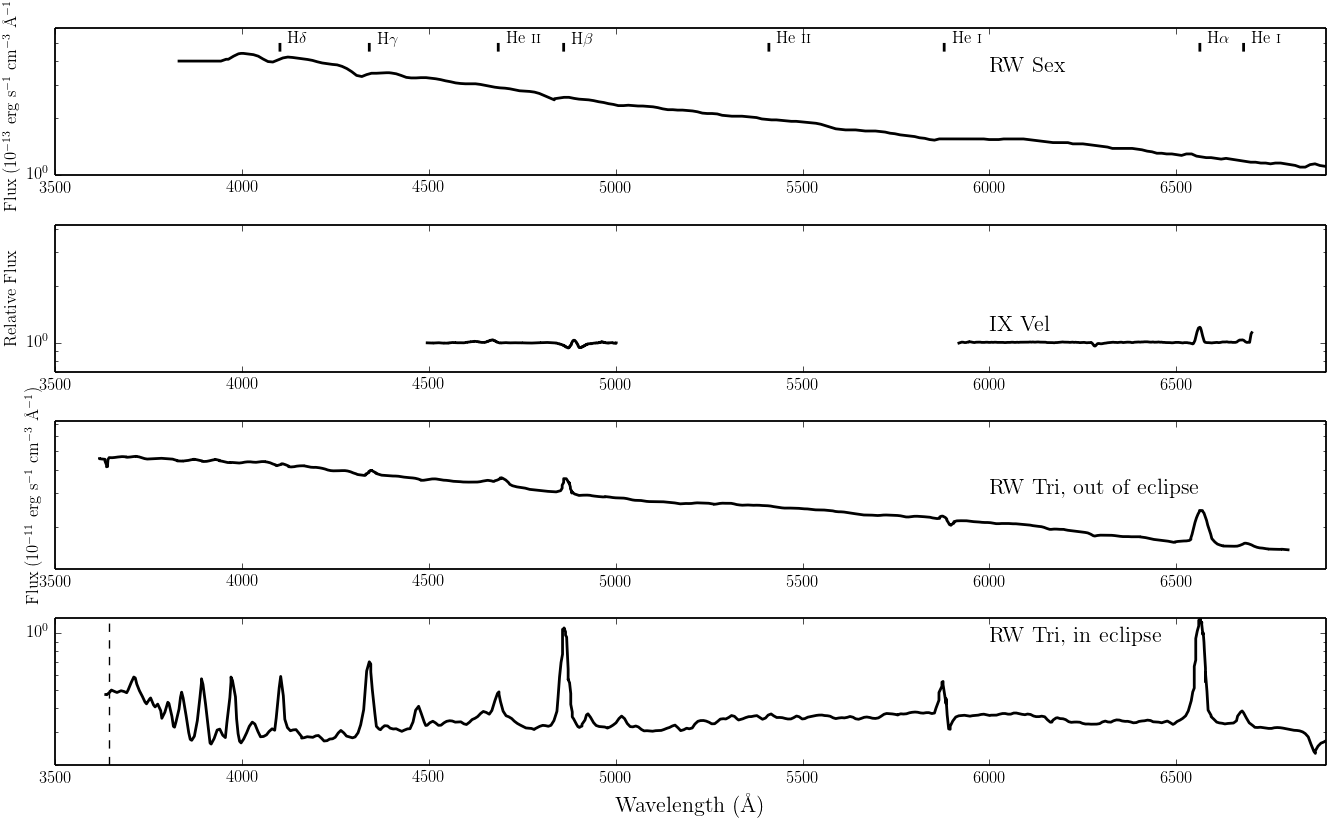 Flux (10⁻¹³ erg s⁻¹ cm⁻³ Å⁻¹
Hδ Hγ He II Hβ He II He I Hα He I
RW Sex
10⁰
3500 4000 4500 5000 5500 6000 6500
Relative Flux
IX Vel
10⁰
3500 4000 4500 5000 5500 6000 6500
Flux (10⁻¹¹ erg s⁻¹ cm⁻³ Å⁻¹)
RW Tri, out of eclipse
3500 4000 4500 5000 5500 6000 6500
10⁰
RW Tri, in eclipse
3500 4000 4500 5000 5500 6000 6500
Wavelength (Å)